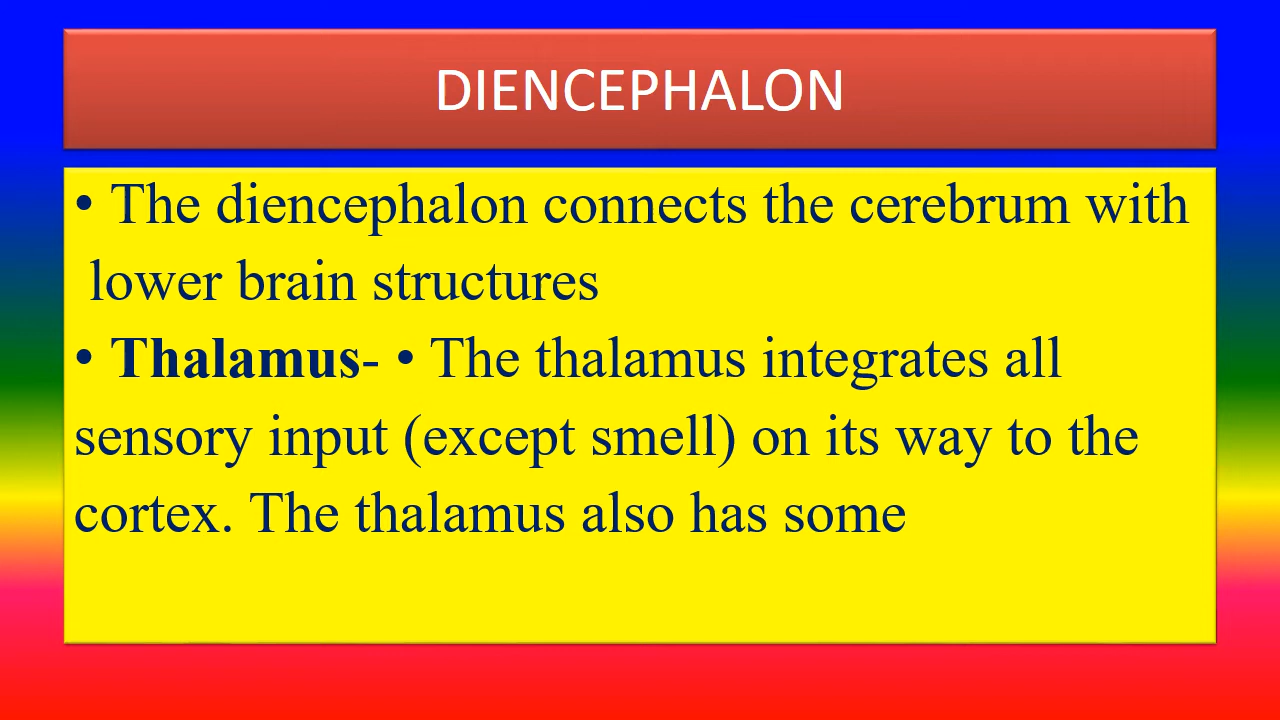 DIENCEPHALON
• The diencephalon connects the cerebrum with
lower brain structures
• Thalamus- • The thalamus integrates all
sensory input (except smell) on its way to the
cortex. The thalamus also has some